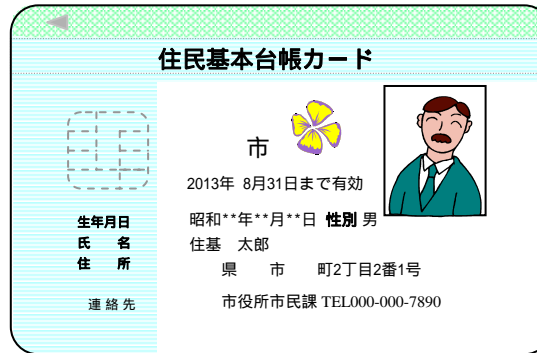 住民基本台帳カード
市
2013年 8月31日まで有効
生年月日 昭和**年**月**日 性別 男
氏 名 住基 太郎
住 所 県 市 町2丁目2番1号
連絡先 市役所市民課 TEL000-000-7890